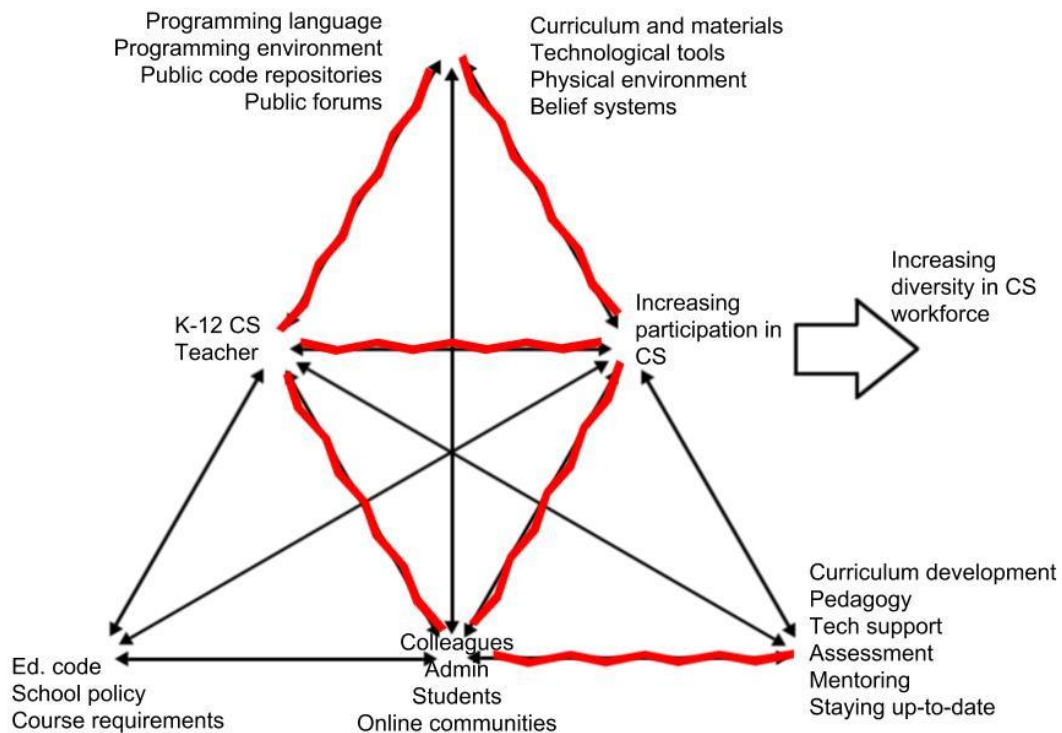 Programming language
Programming environment
Public code repositories
Public forums
Curriculum and materials
Technological tools
Physical environment
Belief systems
K-12 CS
Teacher
Increasing
participation in
CS
Increasing
diversity in CS
workforce
Ed. code
School policy
Course requirements
Colleagues
Admin
Students
Online communities
Curriculum development
Pedagogy
Tech support
Assessment
Mentoring
Staying up-to-date